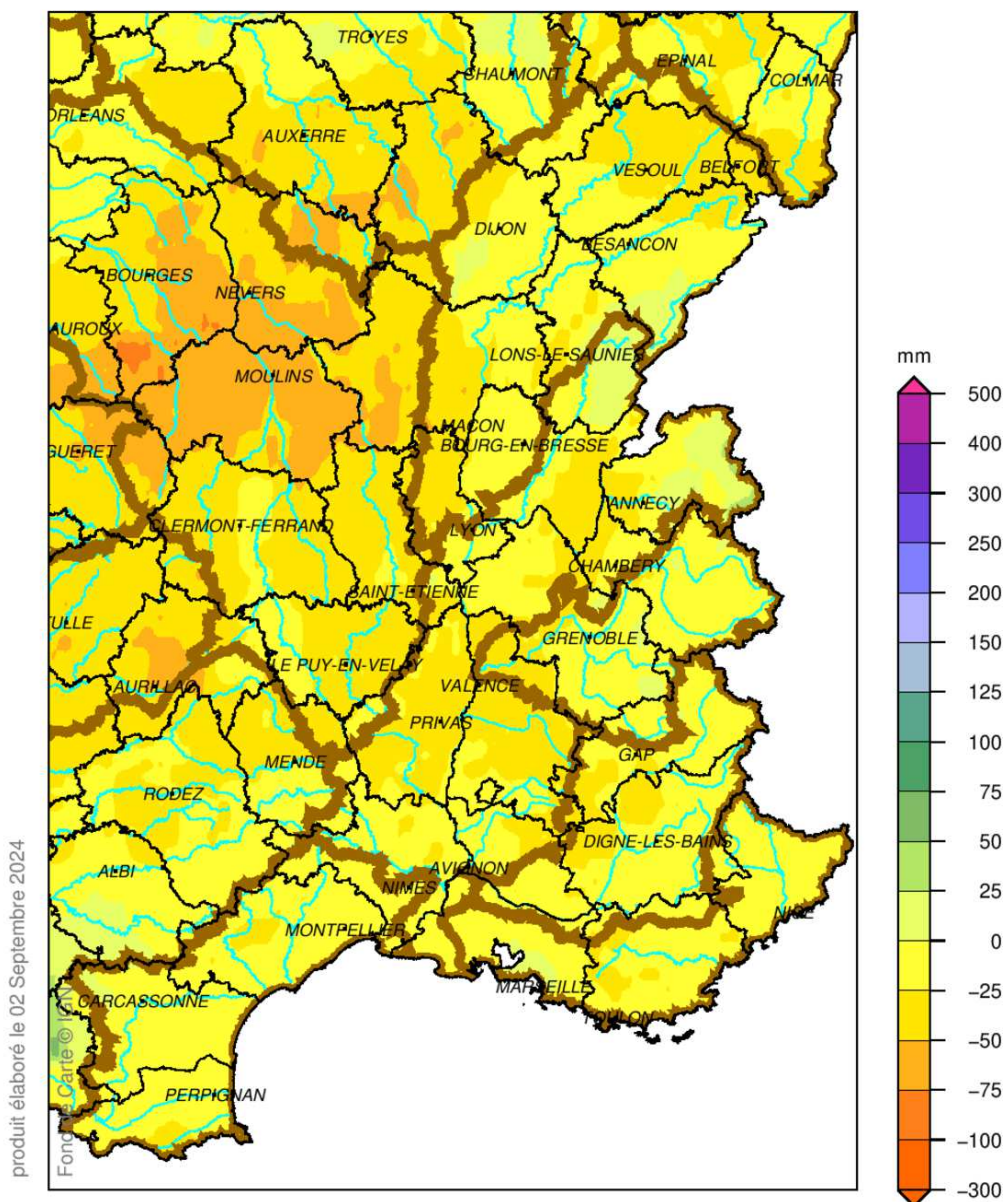 TROYES
CHAUMONT
EPINAL
COLMAR
ORLEANS
AUXERRE
VESOUL
BELFORT
DIJON
BESANCON
BOURGES
NEVERS
AUROUX
LONS-LE-SAUNIER
MOULINS
MACON
BOURG-EN-BRESSE
GUERET
ANNECY
CLERMONT-FERRAND
LYON
CHAMBERY
SAINT-ETIENNE
TULLE
GRENOBLE
LE PUY-EN-VELAY
AURILLAC
VALENCE
PRIVAS
GAP
MENDE
RODEZ
DIGNE-LES-BAINS
ALBI
AVIGNON
NIMES
NICE
MONTPELLIER
MARSEILLE
CARCASSONNE
TOULON
PERPIGNAN
mm
500
400
300
250
200
150
125
100
75
50
25
0
−25
−50
−75
−100
−300
produit élaboré le 02 Septembre 2024
Fond de Carte © IGN